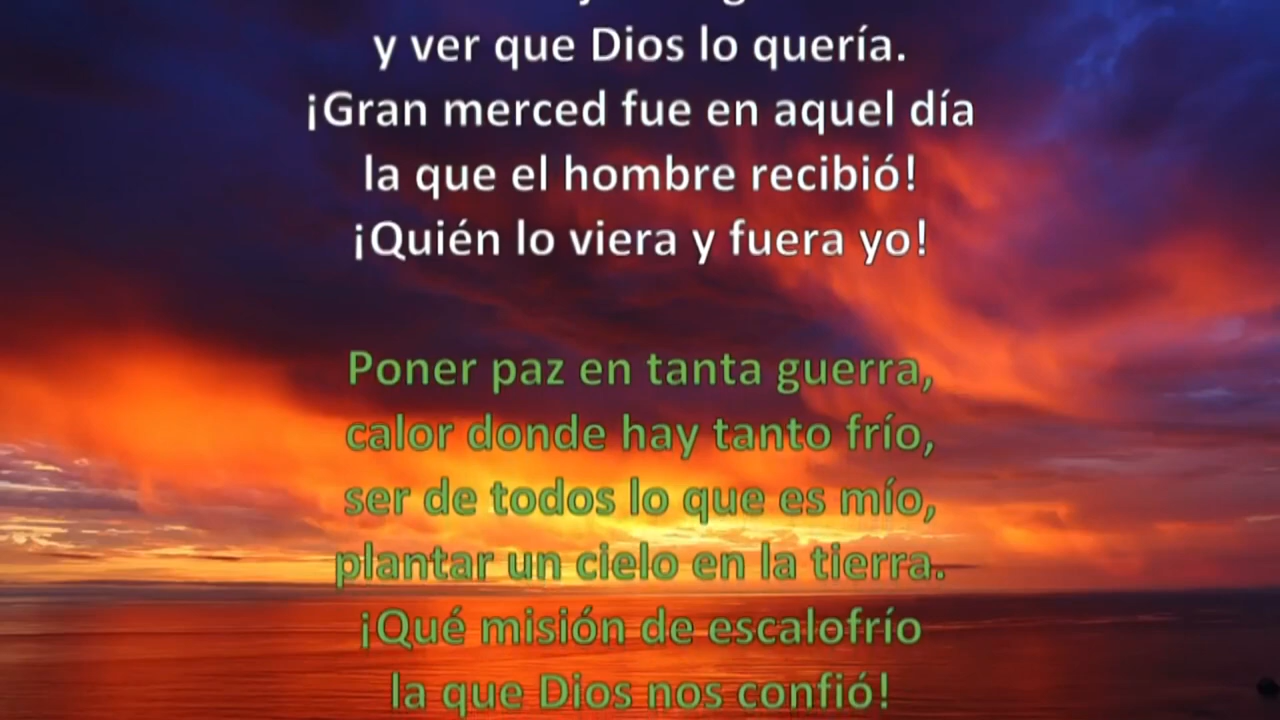 y ver que Dios lo quería.
¡Gran merced fue en aquel día
la que el hombre recibió!
¡Quién lo viera y fuera yo!
Poner paz en tanta guerra,
calor donde hay tanto frío,
ser de todos lo que es mío,
plantar un cielo en la tierra.
¡Qué misión de escalofrío
la que Dios nos confió!